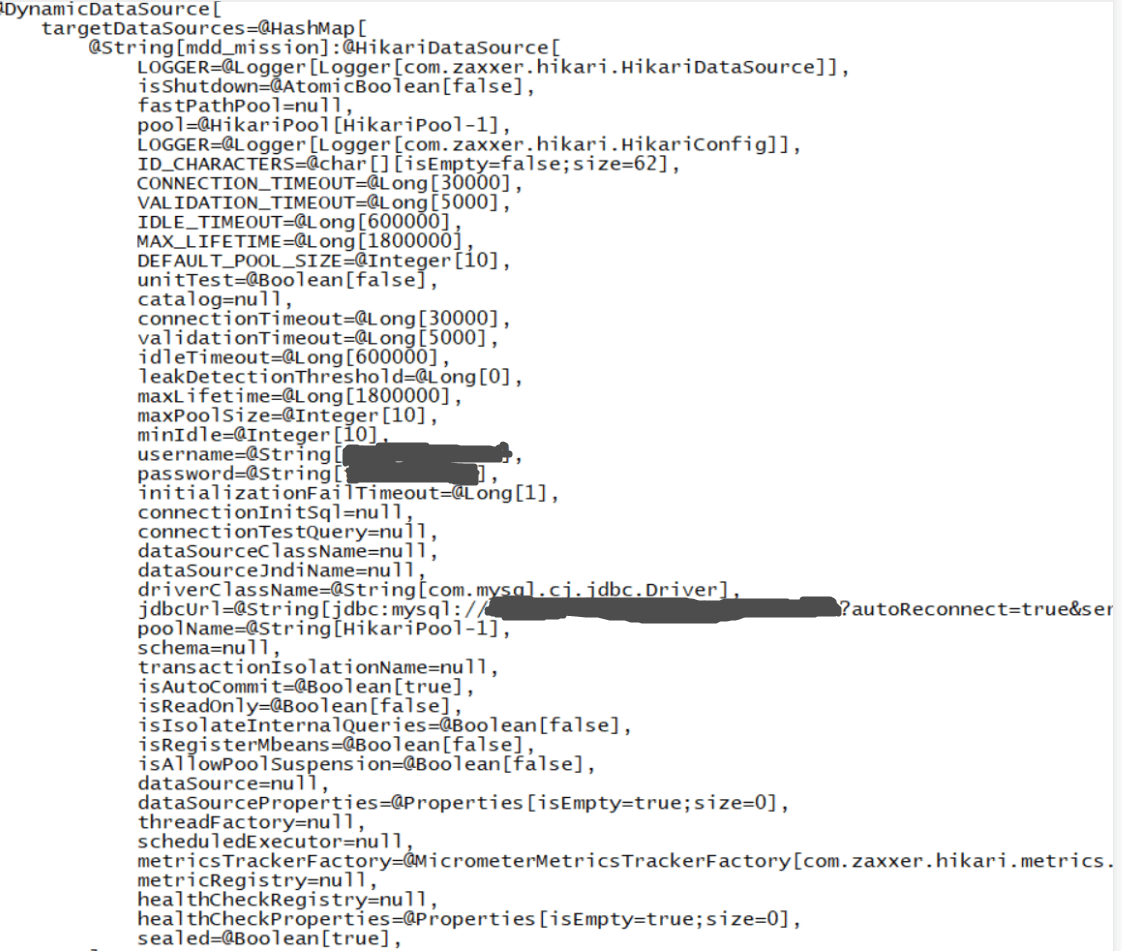 @DynamicDataSource[
targetDataSources=@HashMap[
@String[mdd_mission]:@HikariDataSource[
LOGGER=@Logger[Logger[com.zaxxer.hikari.HikariDataSource]],
isShutdown=@AtomicBoolean[false],
fastPathPool=null,
pool=@HikariPool[HikariPool-1],
LOGGER=@Logger[Logger[com.zaxxer.hikari.HikariConfig]],
ID_CHARACTERS=@char[][isEmpty=false;size=62],
CONNECTION_TIMEOUT=@Long[30000],
VALIDATION_TIMEOUT=@Long[5000],
IDLE_TIMEOUT=@Long[600000],
MAX_LIFETIME=@Long[1800000],
DEFAULT_POOL_SIZE=@Integer[10],
unitTest=@Boolean[false],
catalog=null,
connectionTimeout=@Long[30000],
validationTimeout=@Long[5000],
idleTimeout=@Long[600000],
leakDetectionThreshold=@Long[0],
maxLifetime=@Long[1800000],
maxPoolSize=@Integer[10],
minIdle=@Integer[10],
username=@String[ ],
password=@String[ ],
initializationFailTimeout=@Long[1],
connectionInitSql=null,
connectionTestQuery=null,
dataSourceClassName=null,
dataSourceJndiName=null,
driverClassName=@String[com.mysql.cj.jdbc.Driver],
jdbcUrl=@String[jdbc:mysql:// ?autoReconnect=true&ser
poolName=@String[HikariPool-1],
schema=null,
transactionIsolationName=null,
isAutoCommit=@Boolean[true],
isReadOnly=@Boolean[false],
isIsolateInternalQueries=@Boolean[false],
isRegisterMbeans=@Boolean[false],
isAllowPoolSuspension=@Boolean[false],
dataSource=null,
dataSourceProperties=@Properties[isEmpty=true;size=0],
threadFactory=null,
scheduledExecutor=null,
metricsTrackerFactory=@MicrometerMetricsTrackerFactory[com.zaxxer.hikari.metrics.
metricRegistry=null,
healthCheckRegistry=null,
healthCheckProperties=@Properties[isEmpty=true;size=0],
sealed=@Boolean[true],